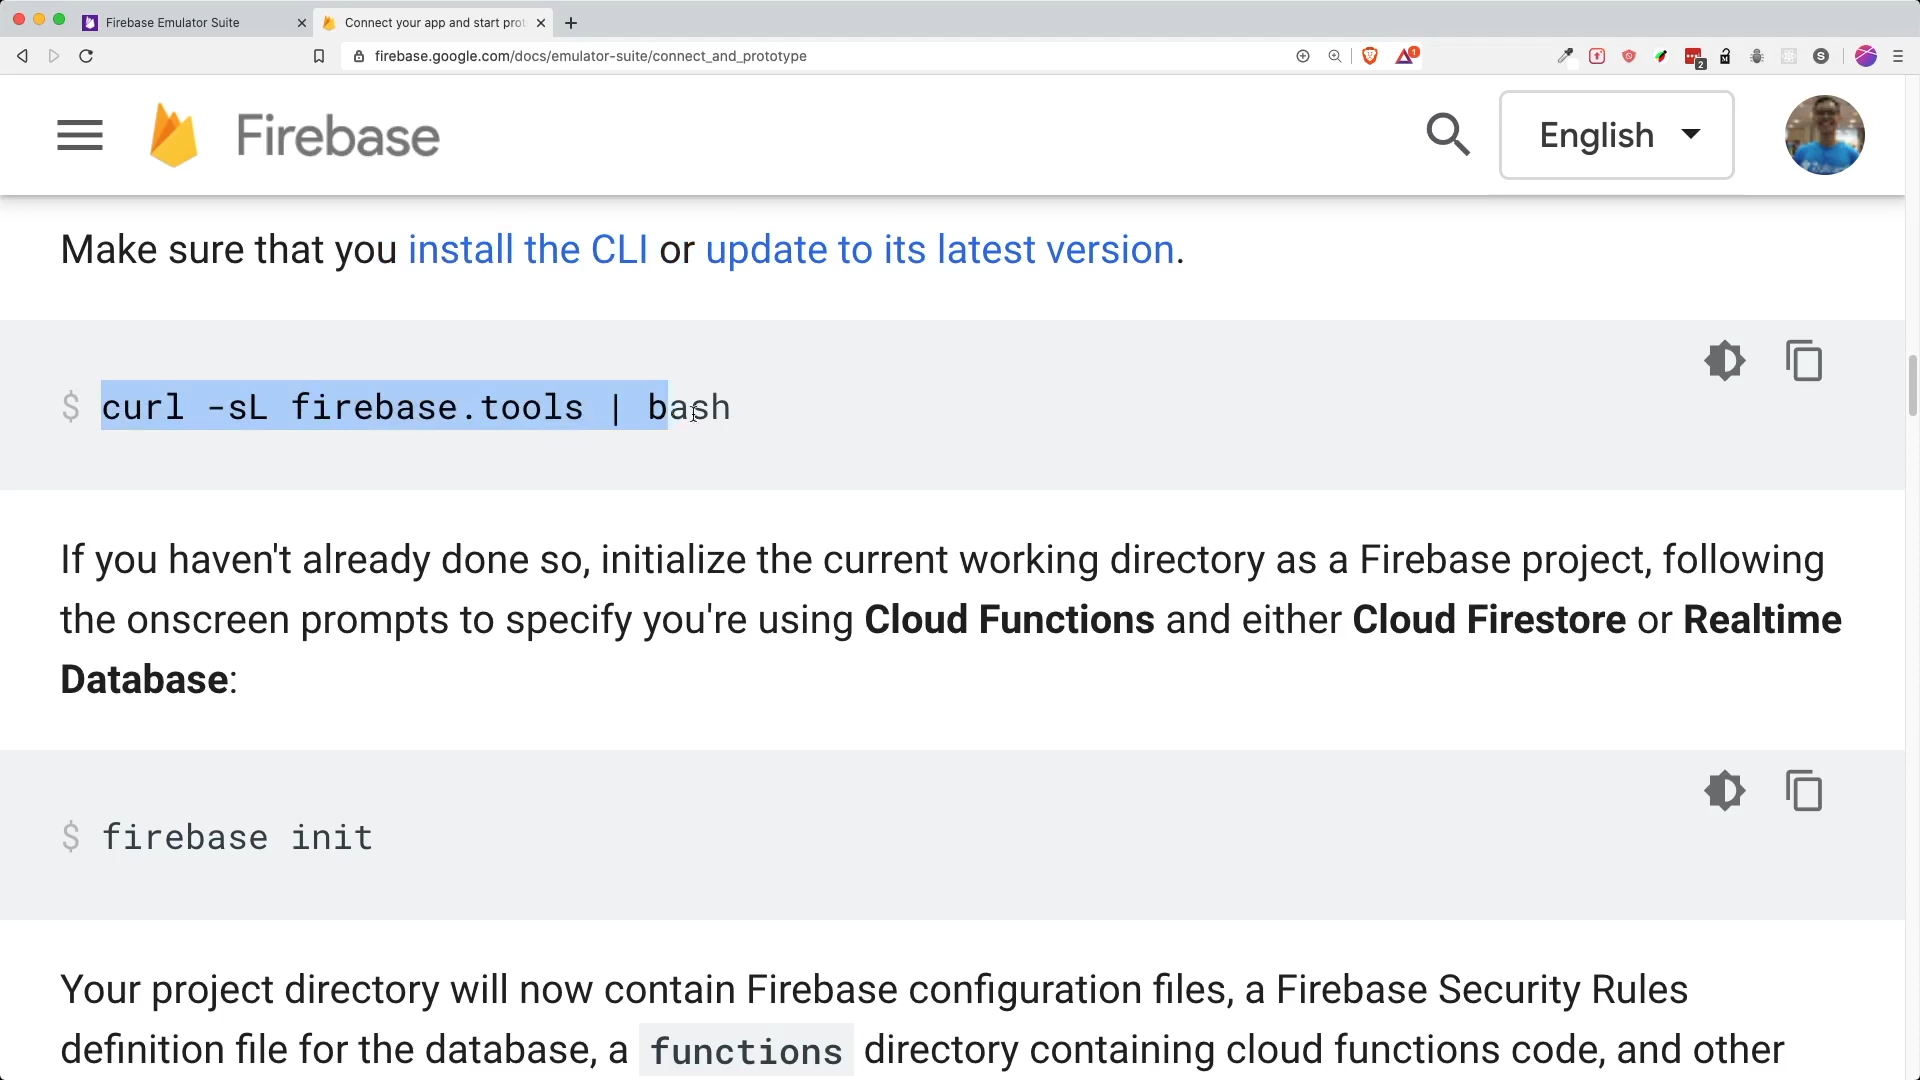 Firebase Emulator Suite
Connect your app and start prot
firebase.google.com/docs/emulator-suite/connect_and_prototype
1
2
S
Firebase
English
Make sure that you install the CLI or update to its latest version.
$ curl -sL firebase.tools | bash
If you haven't already done so, initialize the current working directory as a Firebase project, following
the onscreen prompts to specify you're using Cloud Functions and either Cloud Firestore or Realtime
Database:
$ firebase init
Your project directory will now contain Firebase configuration files, a Firebase Security Rules
definition file for the database, a functions directory containing cloud functions code, and other